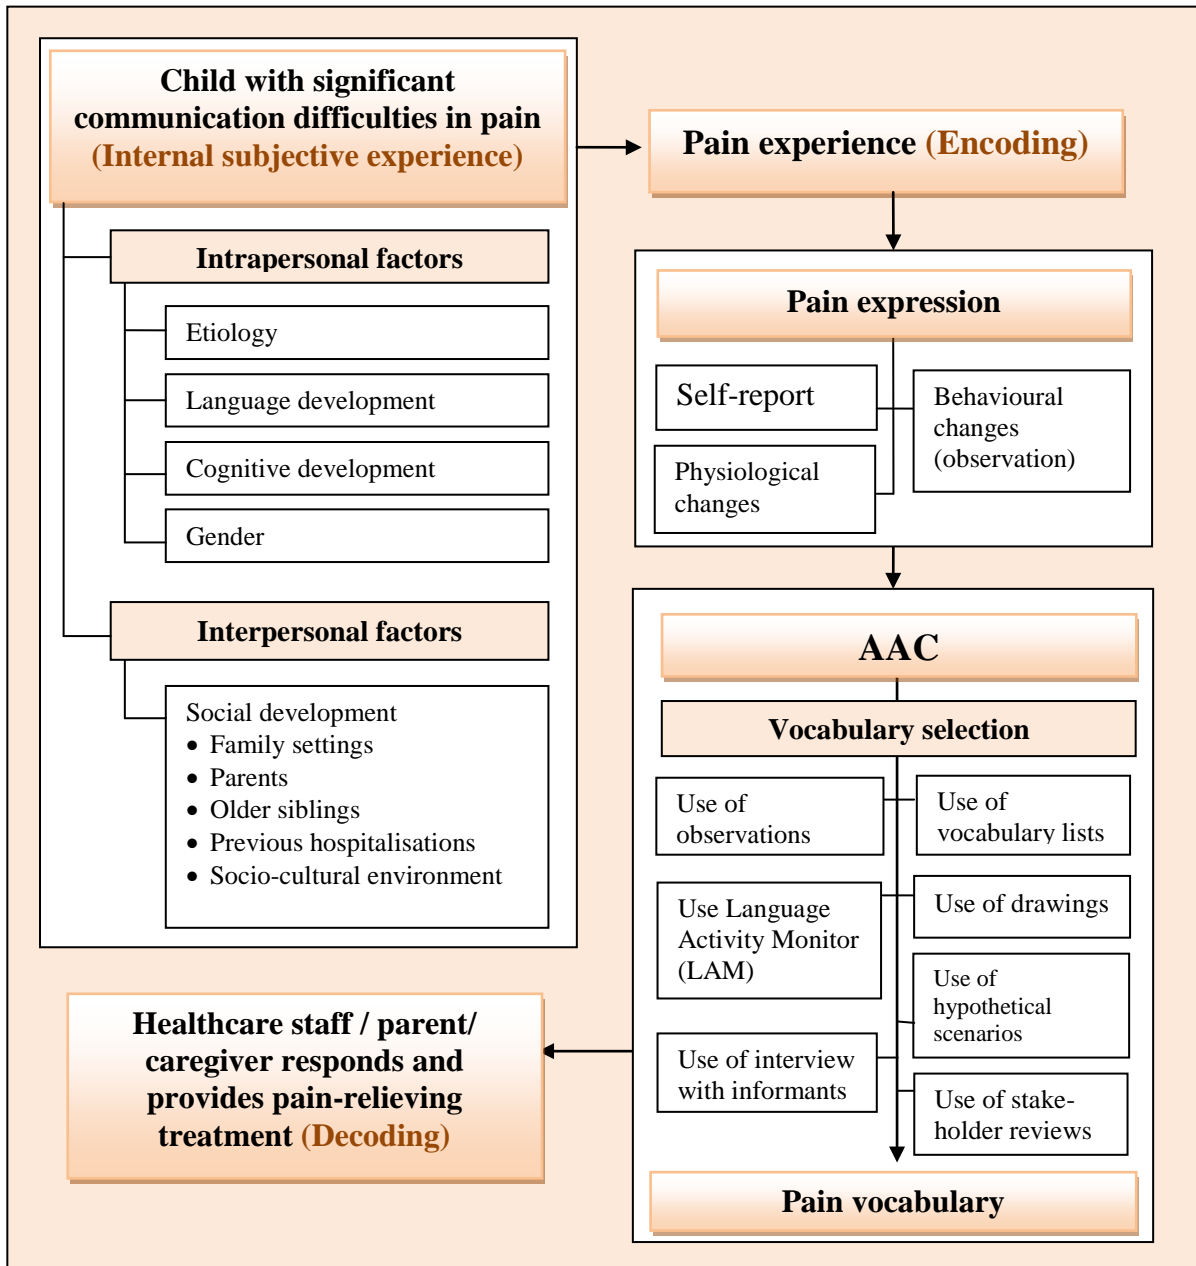 Child with significant
communication difficulties in pain
(Internal subjective experience)
Intrapersonal factors
Etiology
Language development
Cognitive development
Gender
Interpersonal factors
Social development
• Family settings
• Parents
• Older siblings
• Previous hospitalisations
• Socio-cultural environment
Pain experience (Encoding)
Pain expression
Self-report
Behavioural
changes
(observation)
Physiological
changes
AAC
Vocabulary selection
Use of
observations
Use of
vocabulary lists
Use Language
Activity Monitor
(LAM)
Use of drawings
Use of
hypothetical
scenarios
Use of interview
with informants
Use of stake-
holder reviews
Pain vocabulary
Healthcare staff / parent/
caregiver responds and
provides pain-relieving
treatment (Decoding)